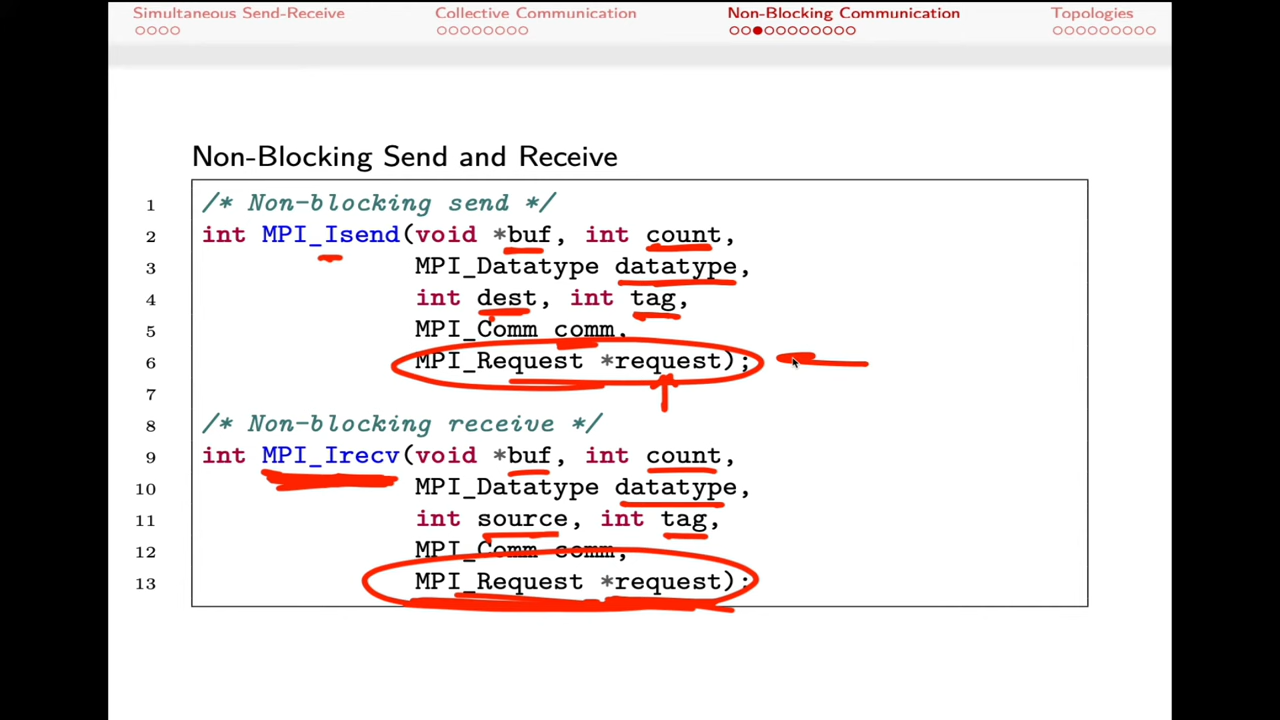 Simultaneous Send-Receive Collective Communication Non-Blocking Communication Topologies
Non-Blocking Send and Receive
1 /* Non-blocking send */
2 int MPI_Isend(void *buf, int count,
3 MPI_Datatype datatype,
4 int dest, int tag,
5 MPI_Comm comm,
6 MPI_Request *request);
7
8 /* Non-blocking receive */
9 int MPI_Irecv(void *buf, int count,
10 MPI_Datatype datatype,
11 int source, int tag,
12 MPI_Comm comm,
13 MPI_Request *request);